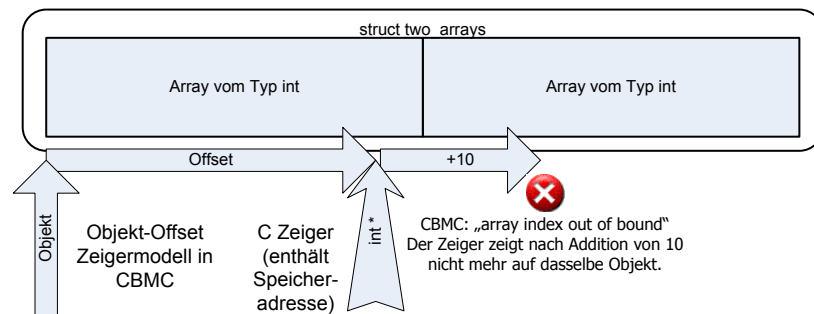 struct two_arrays
Array vom Typ int
Array vom Typ int
Offset
+10
Objekt
Objekt-Offset
Zeigermodell in
CBMC
C Zeiger
(enthält
Speicher-
adresse)
int *
CBMC: „array index out of bound“
Der Zeiger zeigt nach Addition von 10
nicht mehr auf dasselbe Objekt.